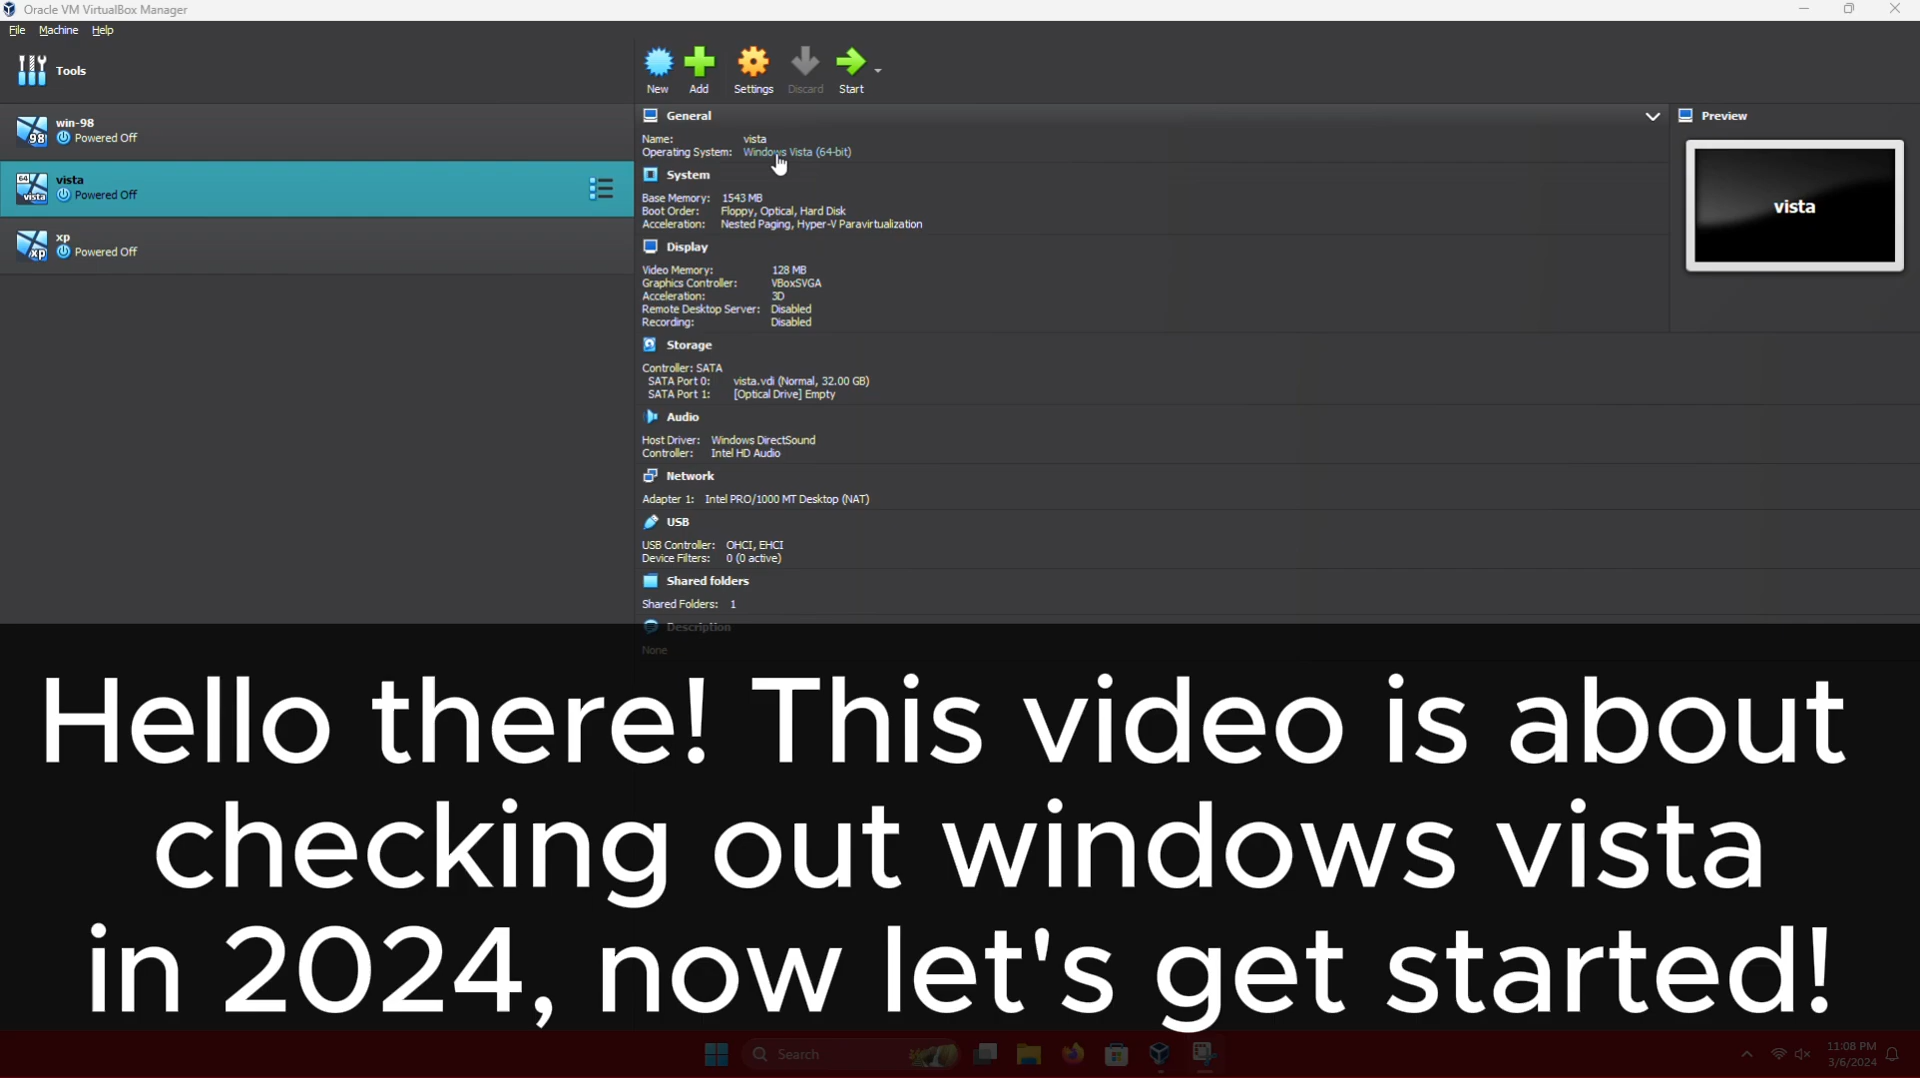 Oracle VM VirtualBox Manager
File Machine Help
Tools
New Add Settings Discard Start
win-98
Powered Off
vista
Powered Off
xp
Powered Off
General
Name: vista
Operating System: Windows Vista (64-bit)
System
Base Memory: 1543 MB
Boot Order: Floppy, Optical, Hard Disk
Acceleration: Nested Paging, Hyper-V Paravirtualization
Display
Video Memory: 128 MB
Graphics Controller: VBoxSVGA
Acceleration: 3D
Remote Desktop Server: Disabled
Recording: Disabled
Storage
Controller: SATA
SATA Port 0: vista.vdi (Normal, 32.00 GB)
SATA Port 1: [Optical Drive] Empty
Audio
Host Driver: Windows DirectSound
Controller: Intel HD Audio
Network
Adapter 1: Intel PRO/1000 MT Desktop (NAT)
USB
USB Controller: OHCI, EHCI
Device Filters: 0 (0 active)
Shared folders
Shared Folders: 1
Description
None
Preview
vista
Hello there! This video is about
checking out windows vista
in 2024, now let's get started!
Search
11:08 PM
3/6/2024